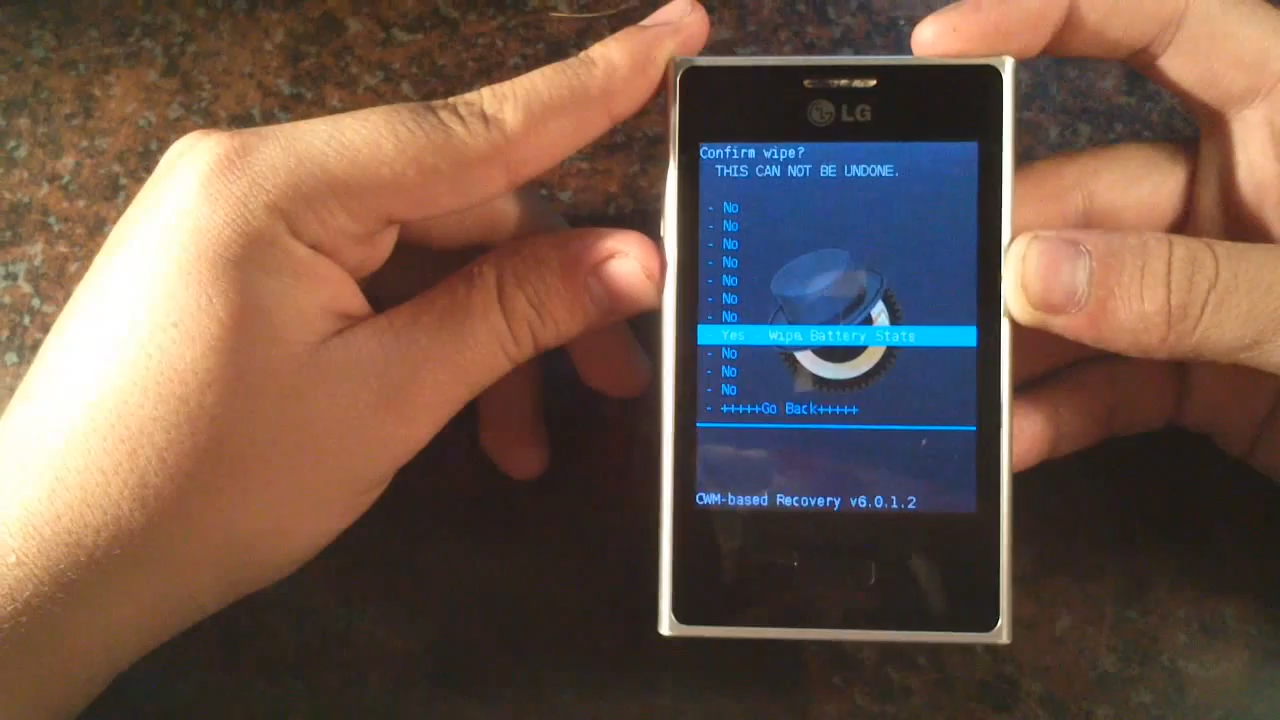 LG
Confirm wipe?
THIS CAN NOT BE UNDONE.
- No
- No
- No
- No
- No
- No
- No
- Yes Wipe Battery Stats
- No
- No
- No
- +++++Go Back+++++
CWM-based Recovery v6.0.1.2